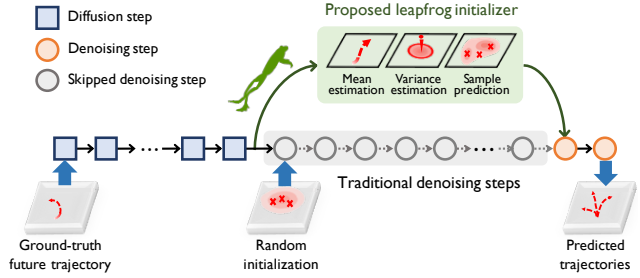 Proposed leapfrog initializer
Diffusion step
Denoising step
Skipped denoising step
Mean estimation
Variance estimation
Sample prediction
Traditional denoising steps
Ground-truth
future trajectory
Random
initialization
Predicted
trajectories